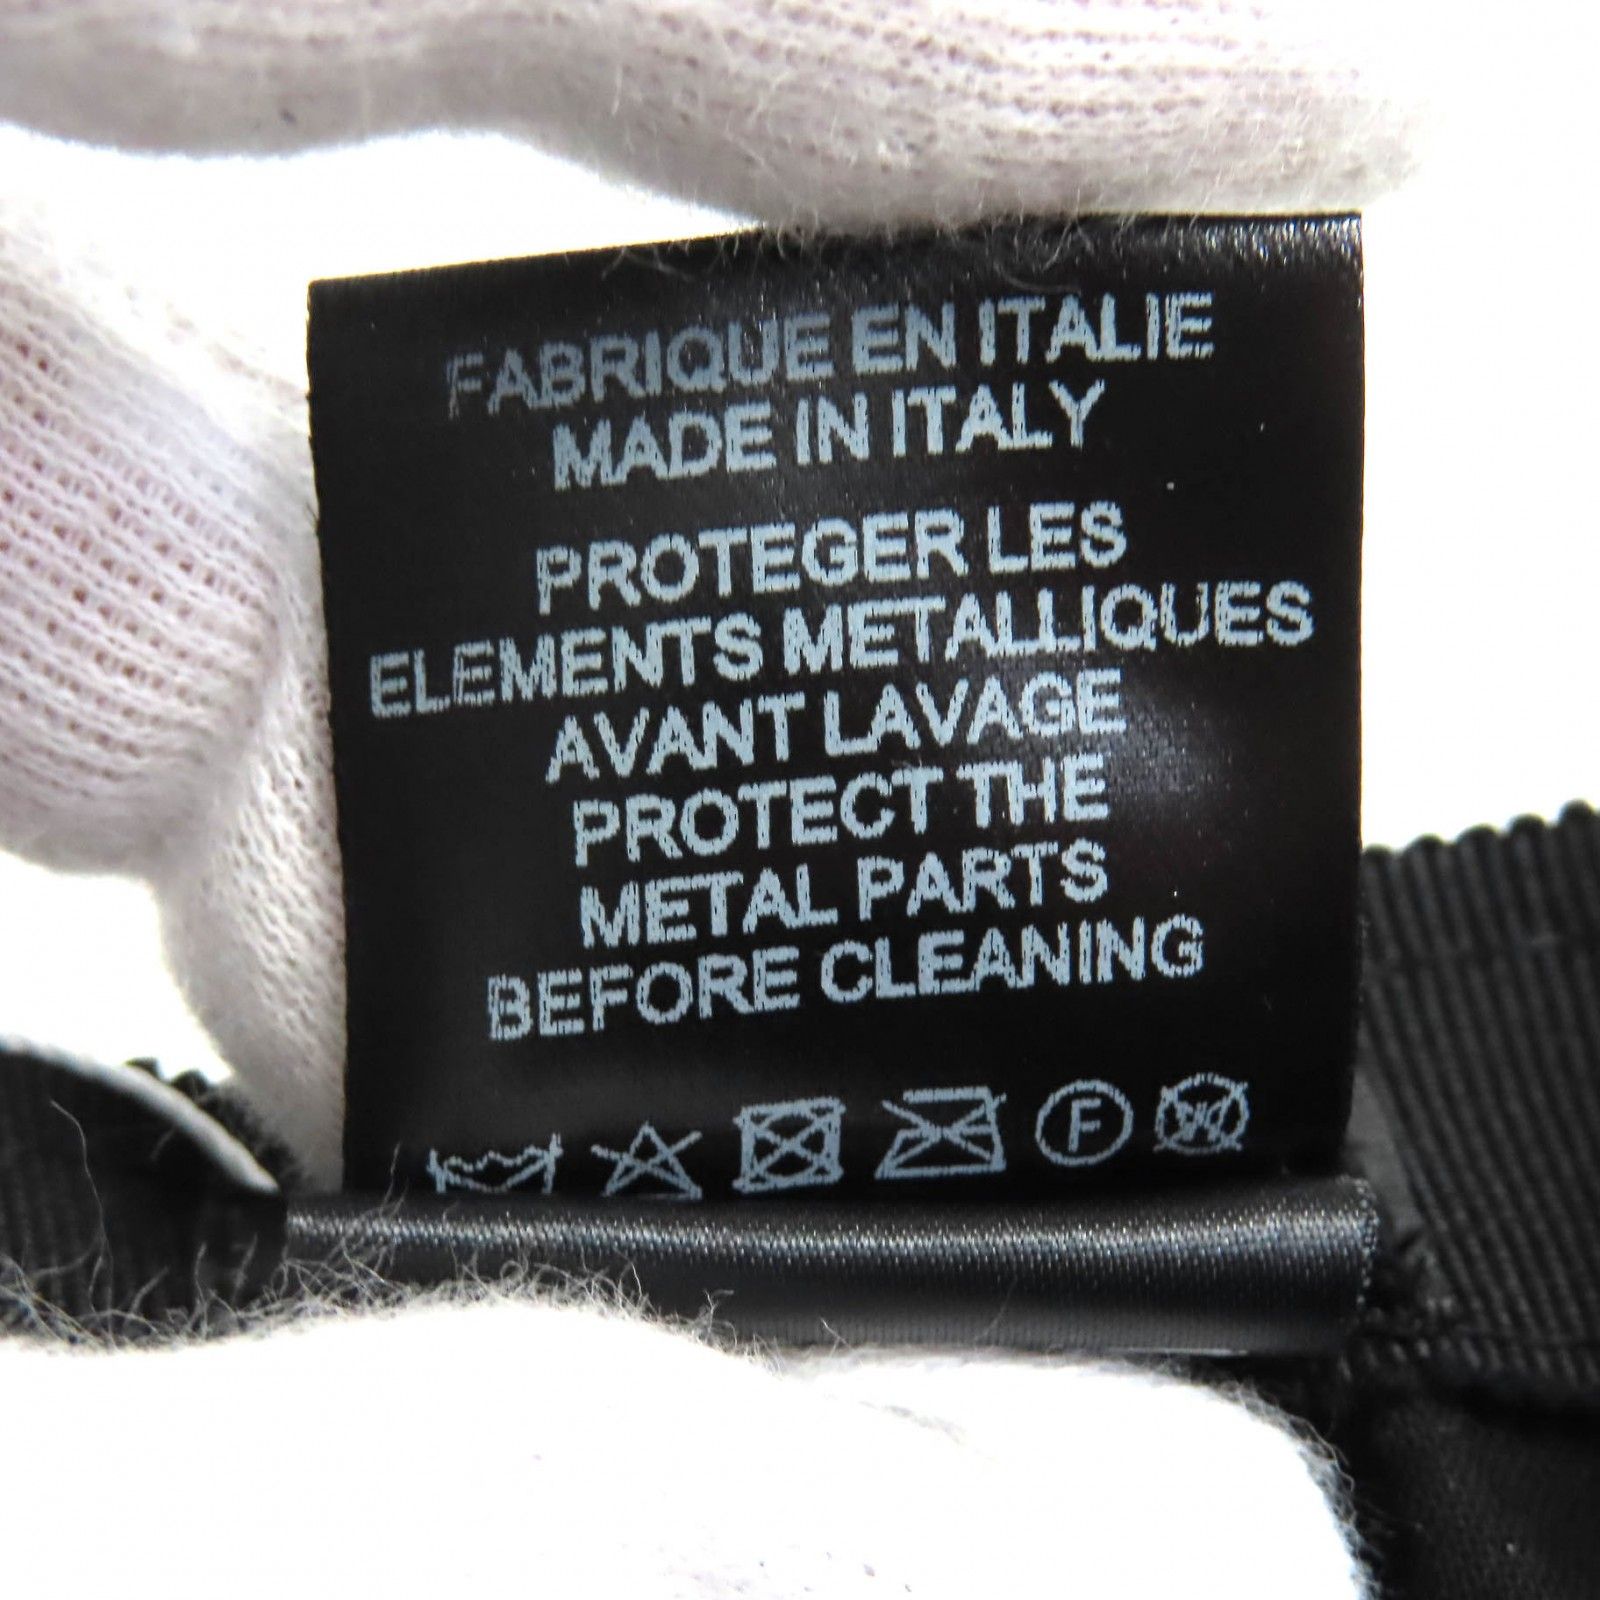 FABRIQUE EN ITALIE
MADE IN ITALY
PROTEGER LES
ELEMENTS METALLIQUES
AVANT LAVAGE
PROTECT THE
METAL PARTS
BEFORE CLEANING
F